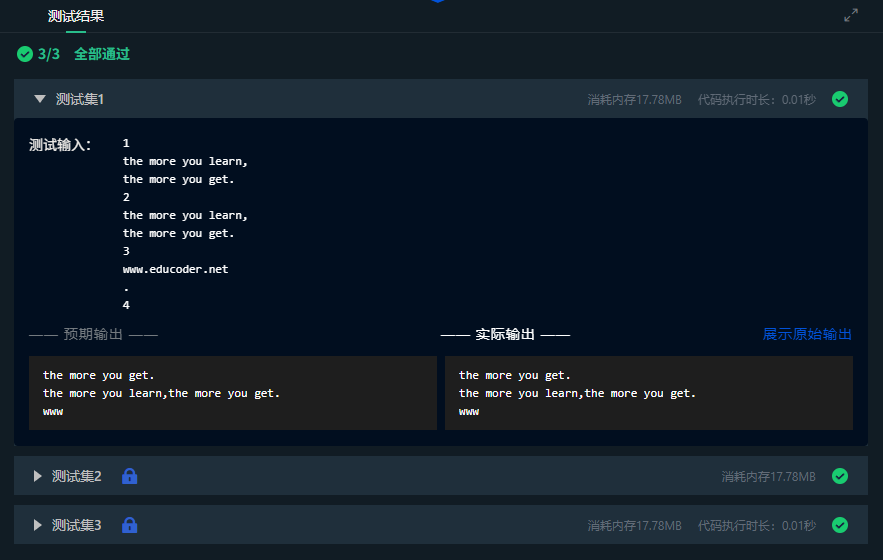 测试结果
3/3 全部通过
测试集1 消耗内存17.78MB 代码执行时长：0.01秒
测试输入： 1
the more you learn,
the more you get.
2
the more you learn,
the more you get.
3
www.educoder.net
.
4
—— 预期输出 —— —— 实际输出 —— 展示原始输出
the more you get. the more you get.
the more you learn,the more you get. the more you learn,the more you get.
www www
测试集2 消耗内存17.78MB
测试集3 消耗内存17.78MB 代码执行时长：0.01秒